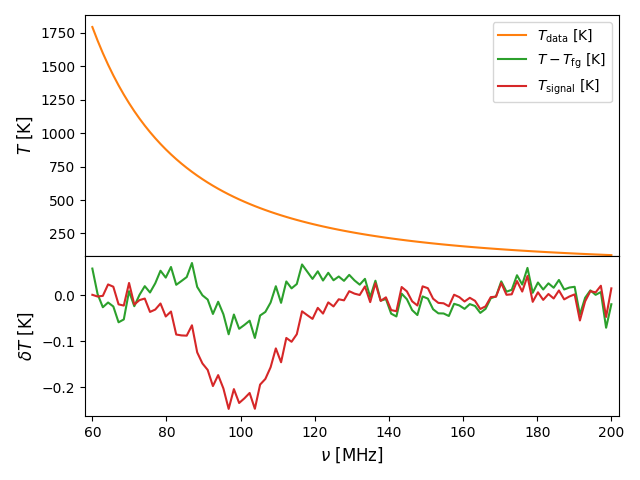 1750
1500
1250
1000
750
500
250
T [K]
T_data [K]
T − T_fg [K]
T_signal [K]
0.0
−0.1
−0.2
δT [K]
60 80 100 120 140 160 180 200
ν [MHz]